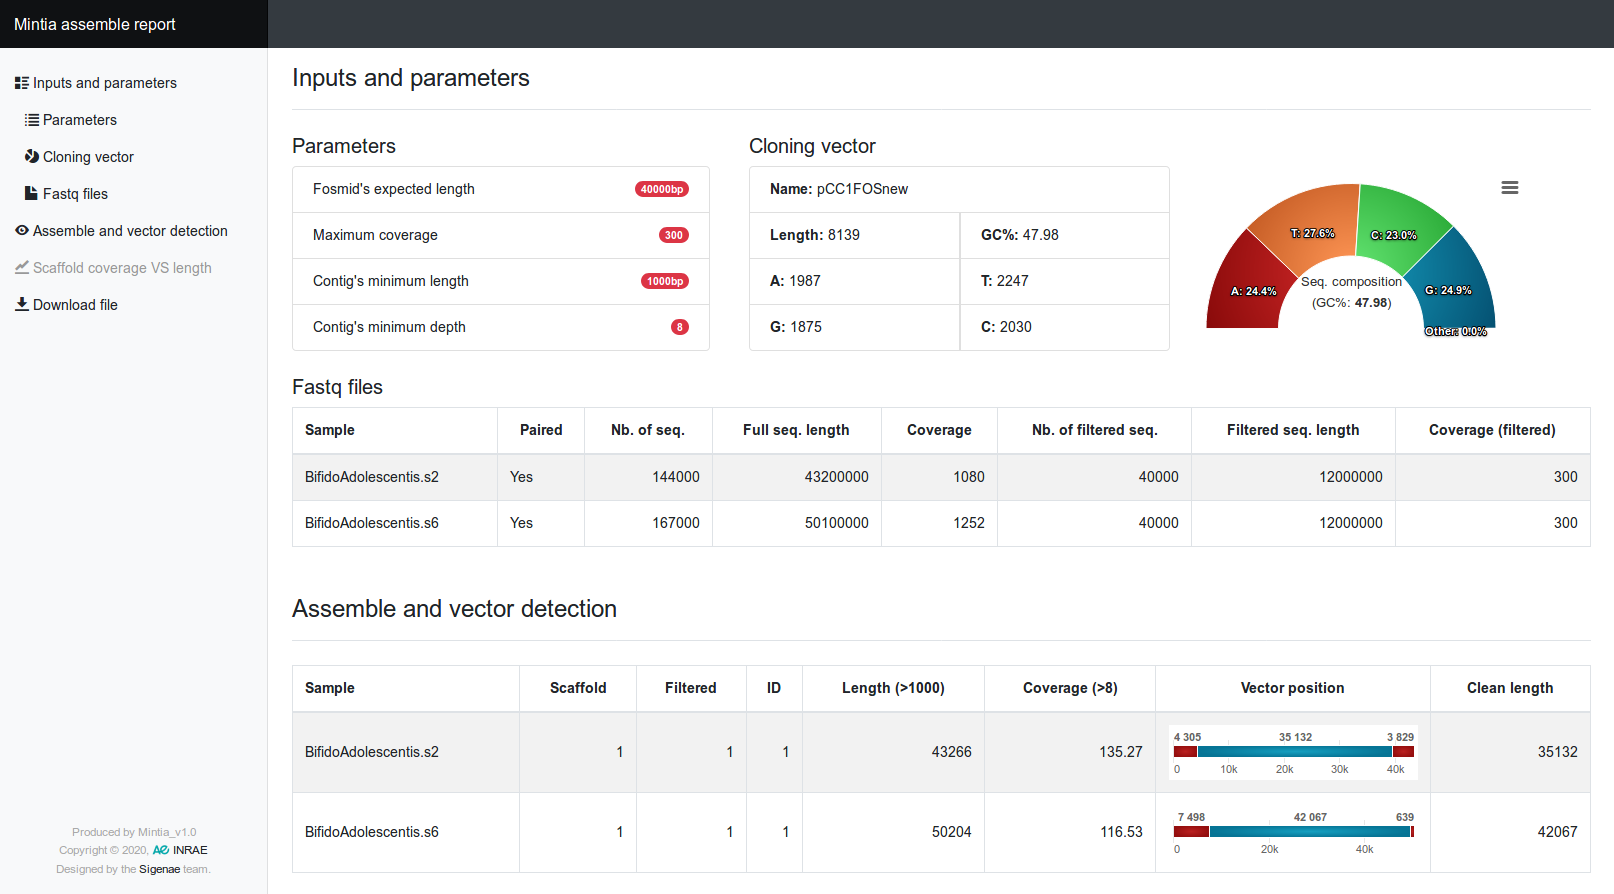 Mintia assemble report
Inputs and parameters
Parameters
Cloning vector
Fastq files
Assemble and vector detection
Scaffold coverage VS length
Download file
Produced by Mintia_v1.0
Copyright © 2020, INRAE
Designed by the Sigenae team.
Inputs and parameters
Parameters
Fosmid's expected length 40000bp
Maximum coverage 300
Contig's minimum length 1000bp
Contig's minimum depth 8
Cloning vector
Name: pCC1FOSnew
Length: 8139 GC%: 47.98
A: 1987 T: 2247
G: 1875 C: 2030
T: 27.6% C: 23.0%
A: 24.4% G: 24.9%
Seq. composition
(GC%: 47.98)
Other: 0.0%
Fastq files
Sample Paired Nb. of seq. Full seq. length Coverage Nb. of filtered seq. Filtered seq. length Coverage (filtered)
BifidoAdolescentis.s2 Yes 144000 43200000 1080 40000 12000000 300
BifidoAdolescentis.s6 Yes 167000 50100000 1252 40000 12000000 300
Assemble and vector detection
Sample Scaffold Filtered ID Length (>1000) Coverage (>8) Vector position Clean length
4 305 35 132 3 829
BifidoAdolescentis.s2 1 1 1 43266 135.27 35132
0 10k 20k 30k 40k
7 498 42 067 639
BifidoAdolescentis.s6 1 1 1 50204 116.53 42067
0 20k 40k